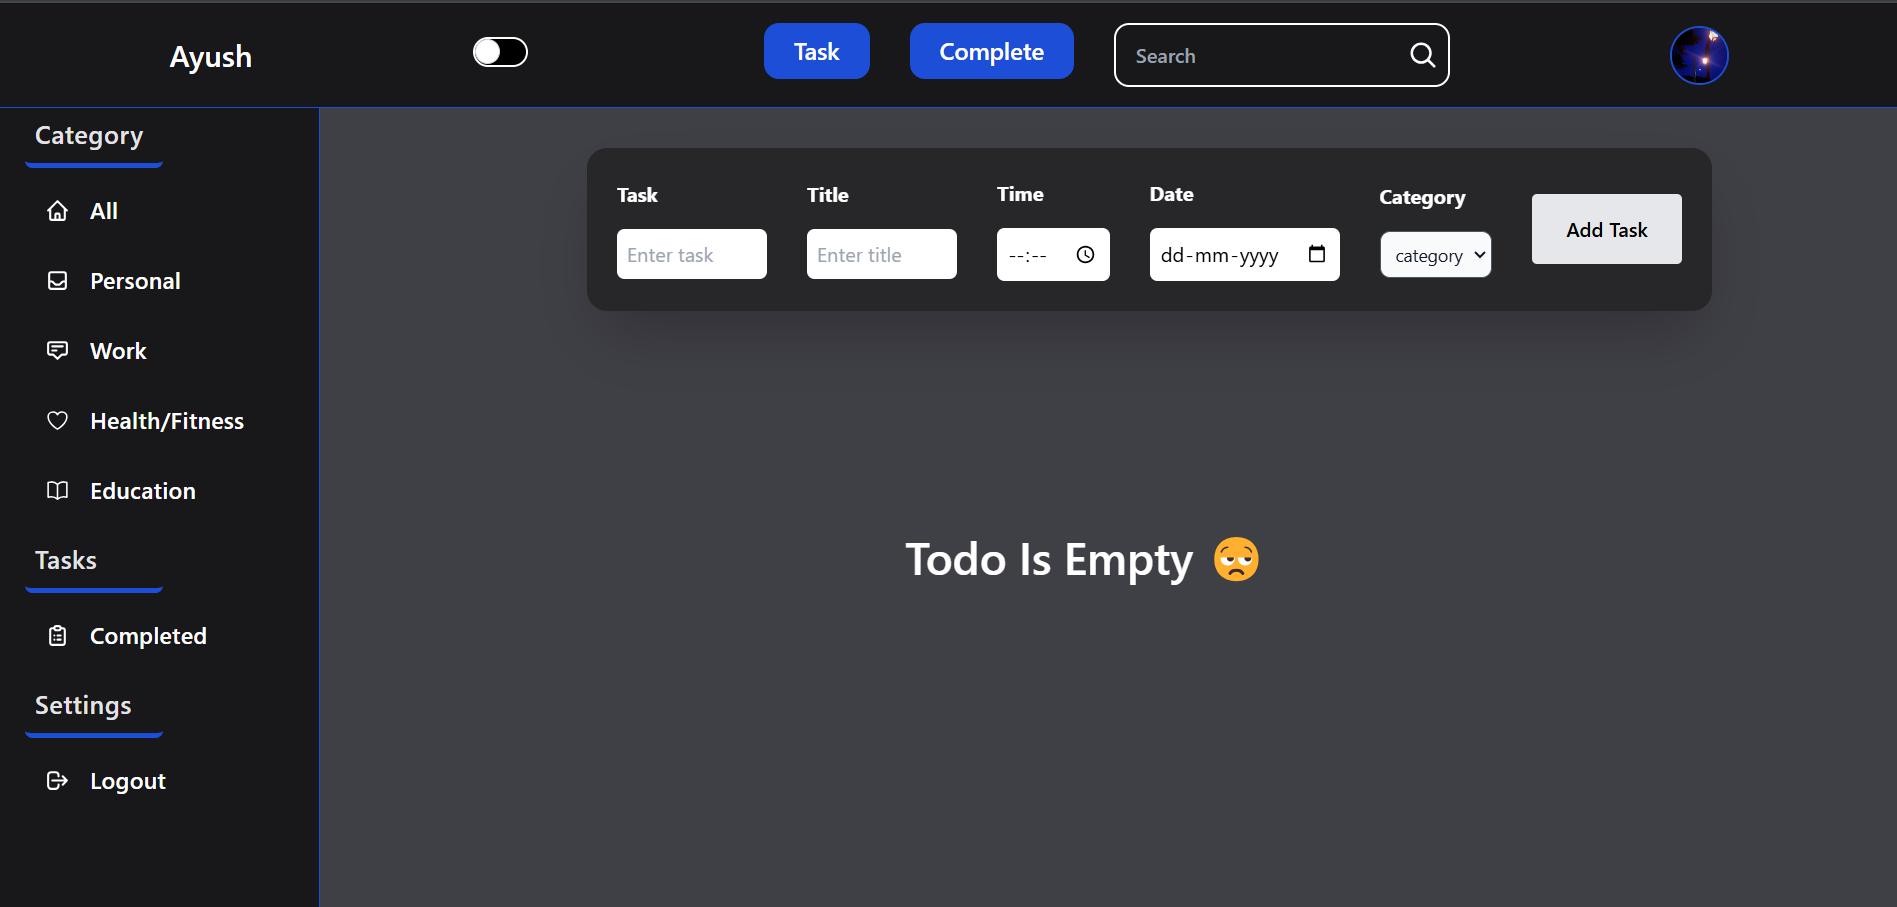 Ayush
Task
Complete
Search
Category
All
Personal
Work
Health/Fitness
Education
Tasks
Completed
Settings
Logout
Task
Title
Time
Date
Category
Enter task
Enter title
--:--
dd-mm-yyyy
category
Add Task
Todo Is Empty 😔